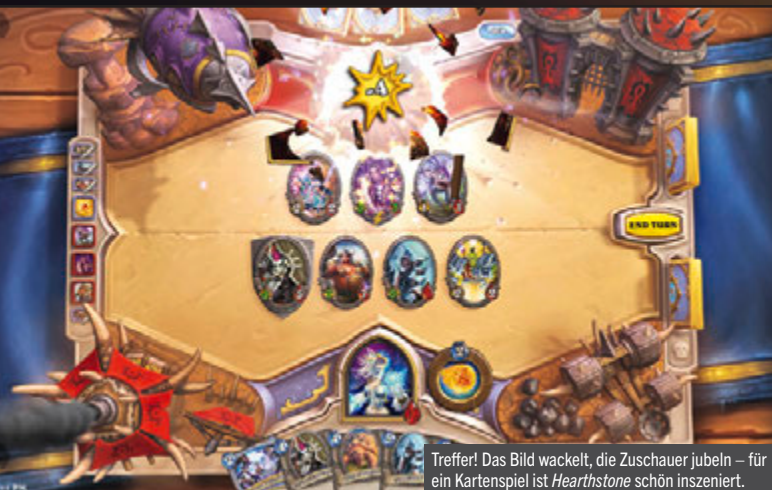 -4
END TURN
Treffer! Das Bild wackelt, die Zuschauer jubeln – für
ein Kartenspiel ist Hearthstone schön inszeniert.